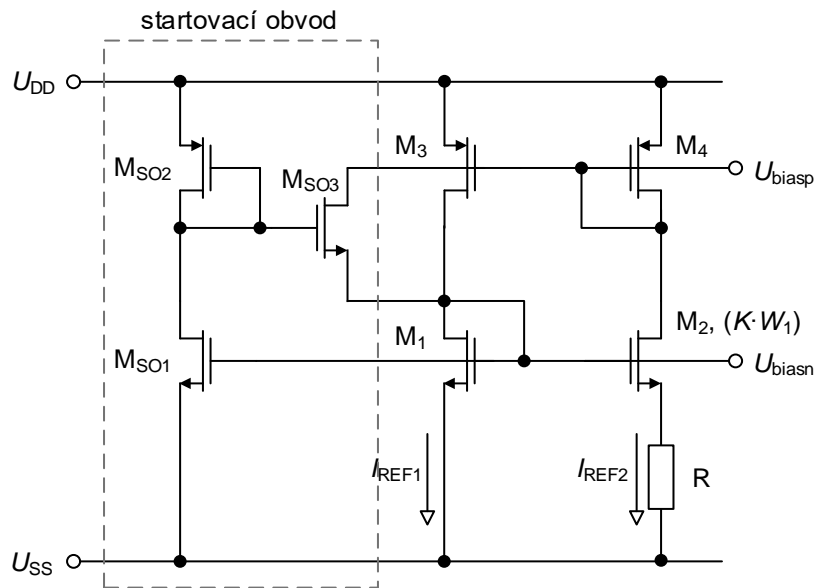 startovací obvod
U_DD
M_SO2
M_SO3
M_3
M_4
U_biasp
M_SO1
M_1
M_2, (K·W_1)
U_biasn
I_REF1
I_REF2
R
U_SS